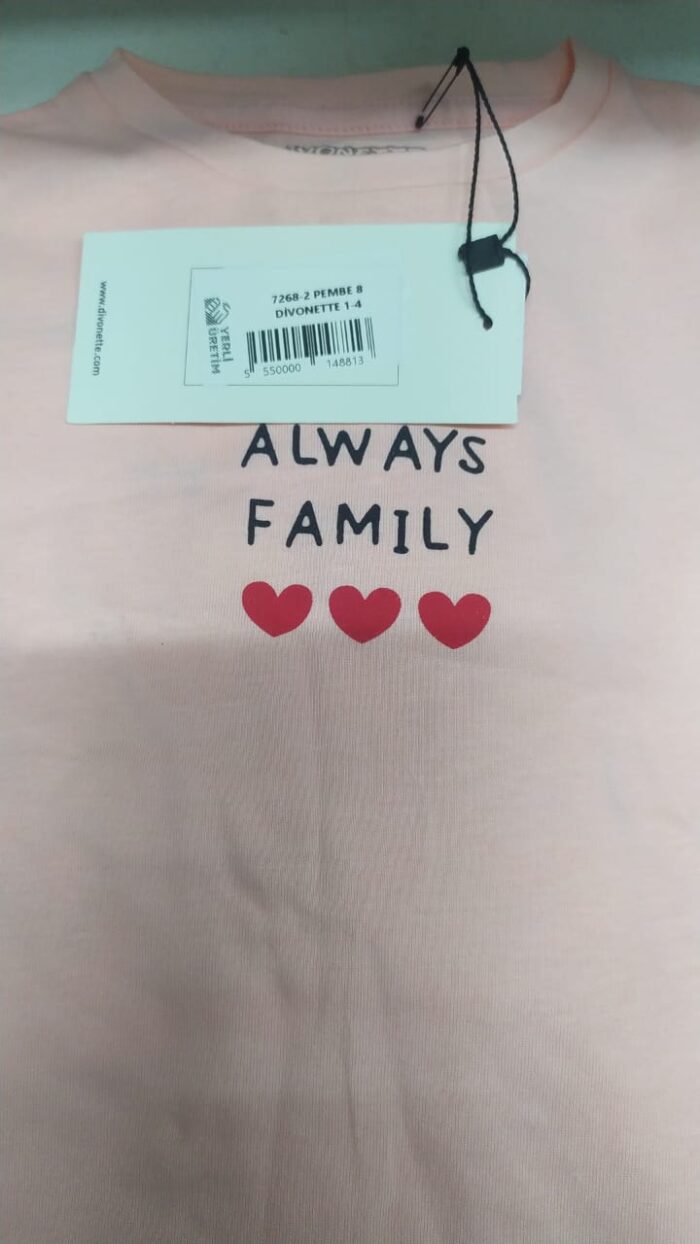 www.divonette.com
7268-2 PEMBE 8
DİVONETTE 1-4
YERLİ
ÜRETİM
5 550000 148813
ALWAYS
FAMILY